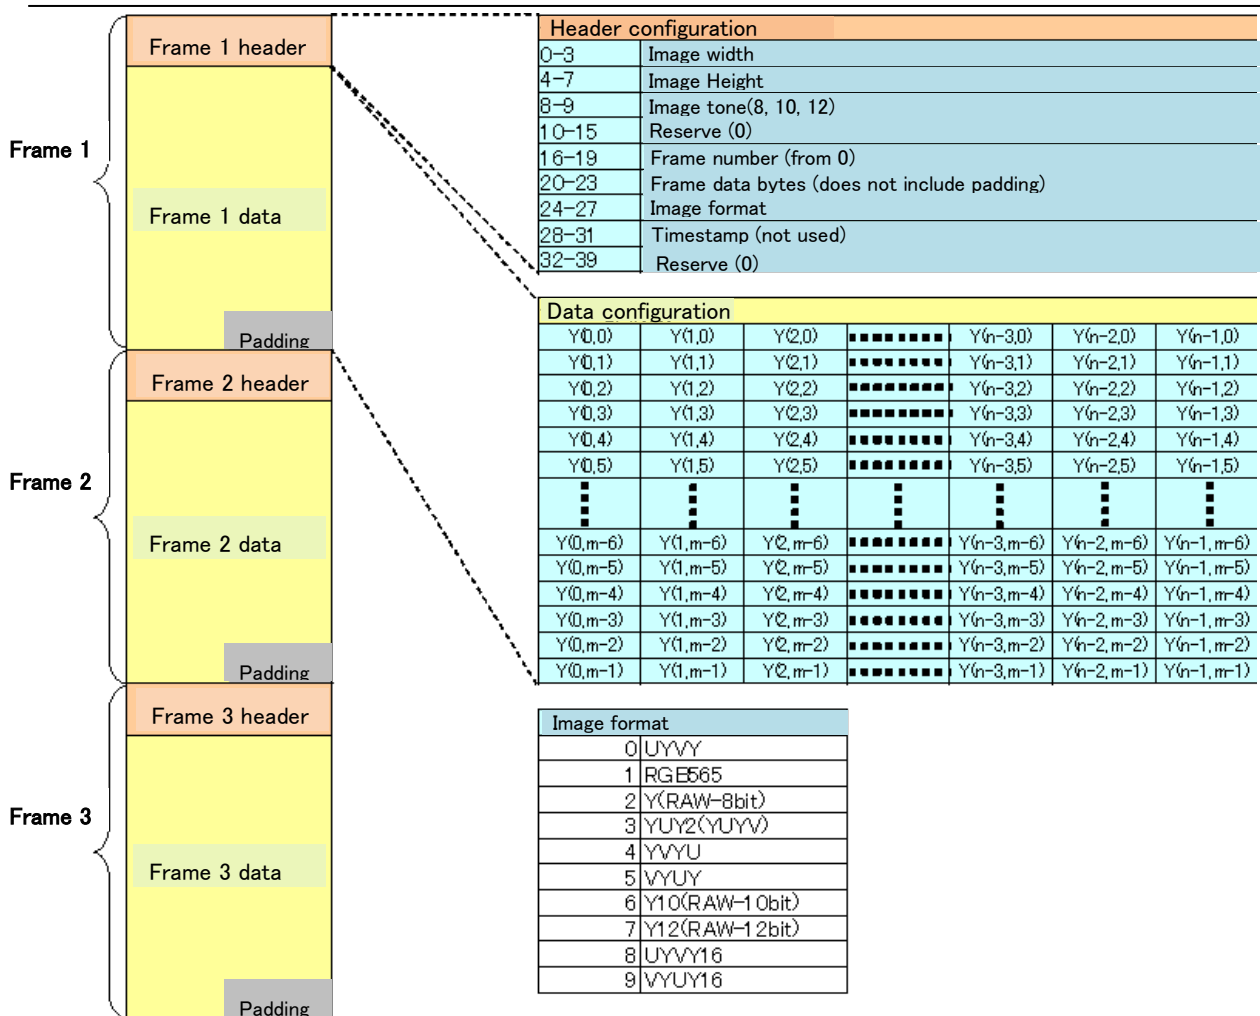 Frame 1
Frame 1 header
Frame 1 data
Padding
Frame 2
Frame 2 header
Frame 2 data
Padding
Frame 3
Frame 3 header
Frame 3 data
Padding
Header configuration
0-3 Image width
4-7 Image Height
8-9 Image tone(8, 10, 12)
10-15 Reserve (0)
16-19 Frame number (from 0)
20-23 Frame data bytes (does not include padding)
24-27 Image format
28-31 Timestamp (not used)
32-39 Reserve (0)
Data configuration
Y(0,0) Y(1,0) Y(2,0) Y(n-3,0) Y(n-2,0) Y(n-1,0)
Y(0,1) Y(1,1) Y(2,1) Y(n-3,1) Y(n-2,1) Y(n-1,1)
Y(0,2) Y(1,2) Y(2,2) Y(n-3,2) Y(n-2,2) Y(n-1,2)
Y(0,3) Y(1,3) Y(2,3) Y(n-3,3) Y(n-2,3) Y(n-1,3)
Y(0,4) Y(1,4) Y(2,4) Y(n-3,4) Y(n-2,4) Y(n-1,4)
Y(0,5) Y(1,5) Y(2,5) Y(n-3,5) Y(n-2,5) Y(n-1,5)
Y(0,m-6) Y(1,m-6) Y(2,m-6) Y(n-3,m-6) Y(n-2,m-6) Y(n-1,m-6)
Y(0,m-5) Y(1,m-5) Y(2,m-5) Y(n-3,m-5) Y(n-2,m-5) Y(n-1,m-5)
Y(0,m-4) Y(1,m-4) Y(2,m-4) Y(n-3,m-4) Y(n-2,m-4) Y(n-1,m-4)
Y(0,m-3) Y(1,m-3) Y(2,m-3) Y(n-3,m-3) Y(n-2,m-3) Y(n-1,m-3)
Y(0,m-2) Y(1,m-2) Y(2,m-2) Y(n-3,m-2) Y(n-2,m-2) Y(n-1,m-2)
Y(0,m-1) Y(1,m-1) Y(2,m-1) Y(n-3,m-1) Y(n-2,m-1) Y(n-1,m-1)
Image format
0 UYVY
1 RGB565
2 Y(RAW-8bit)
3 YUY2(YUYV)
4 YVYU
5 VYUY
6 Y10(RAW-10bit)
7 Y12(RAW-12bit)
8 UYVY16
9 VYUY16